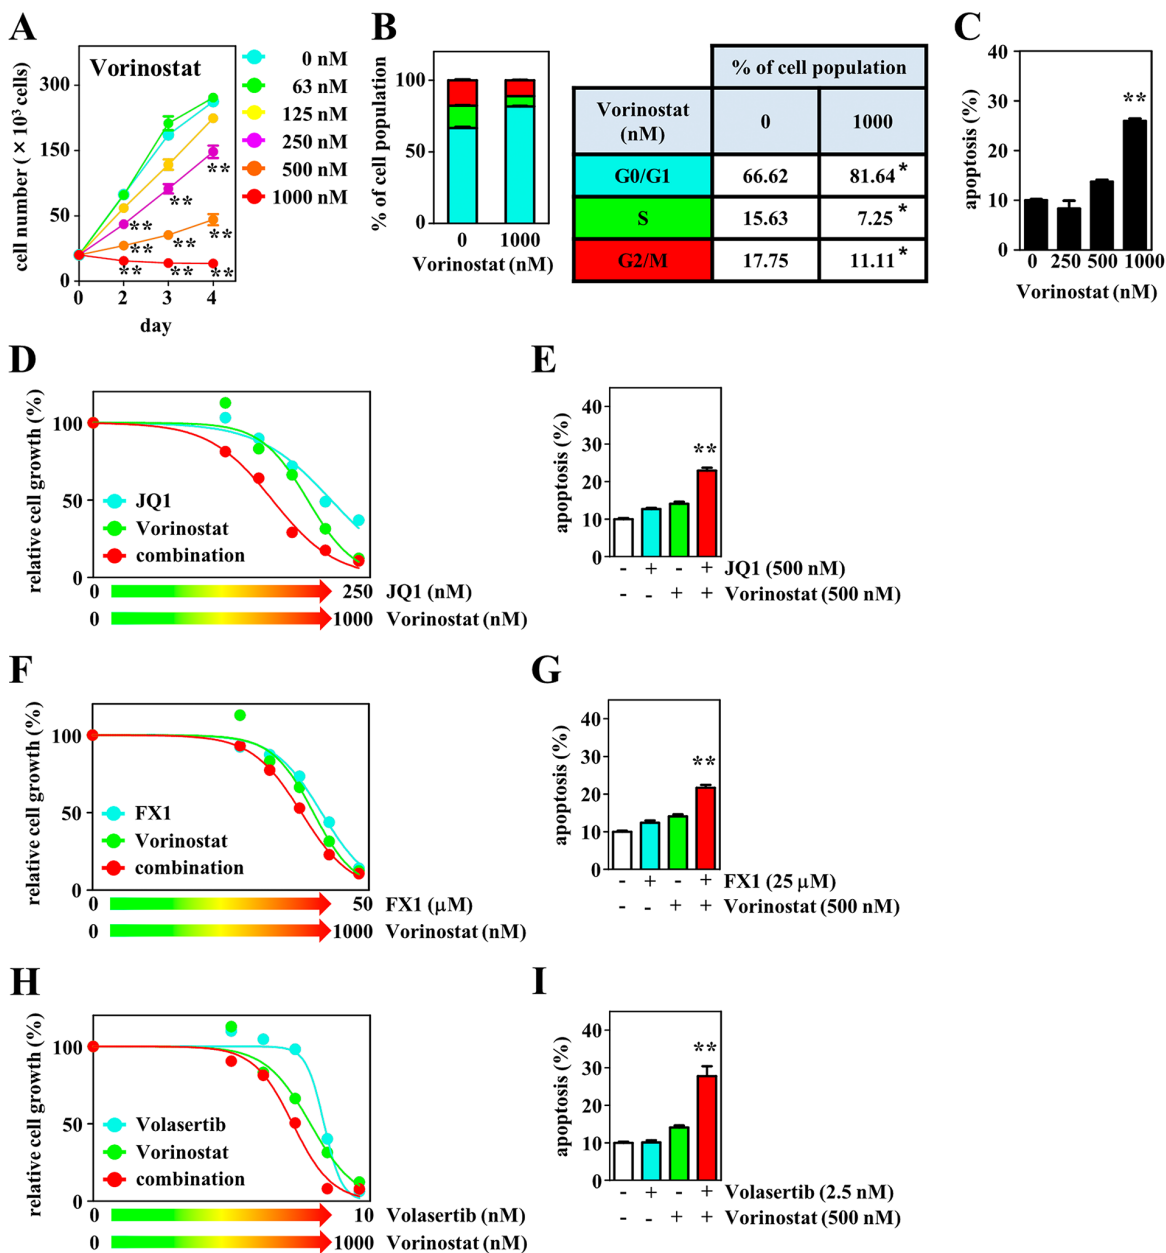 A
Vorinostat
cell number (×10³ cells)
300
150
50
0
0 2 3 4
day
** ** **
** ** **
** ** **
0 nM
63 nM
125 nM
250 nM
500 nM
1000 nM
B
% of cell population
100
50
0
0 1000
Vorinostat (nM)
% of cell population
Vorinostat (nM) 0 1000
G0/G1 66.62 81.64*
S 15.63 7.25*
G2/M 17.75 11.11*
C
apoptosis (%)
40
30
20
10
0
**
0 250 500 1000
Vorinostat (nM)
D
relative cell growth (%)
100
50
0
JQ1
Vorinostat
combination
0 250 JQ1 (nM)
0 1000 Vorinostat (nM)
E
apoptosis (%)
40
30
20
10
0
**
- + - + JQ1 (500 nM)
- - + + Vorinostat (500 nM)
F
relative cell growth (%)
100
50
0
FX1
Vorinostat
combination
0 50 FX1 (μM)
0 1000 Vorinostat (nM)
G
apoptosis (%)
40
30
20
10
0
**
- + - + FX1 (25 μM)
- - + + Vorinostat (500 nM)
H
relative cell growth (%)
100
50
0
Volasertib
Vorinostat
combination
0 10 Volasertib (nM)
0 1000 Vorinostat (nM)
I
apoptosis (%)
40
30
20
10
0
**
- + - + Volasertib (2.5 nM)
- - + + Vorinostat (500 nM)